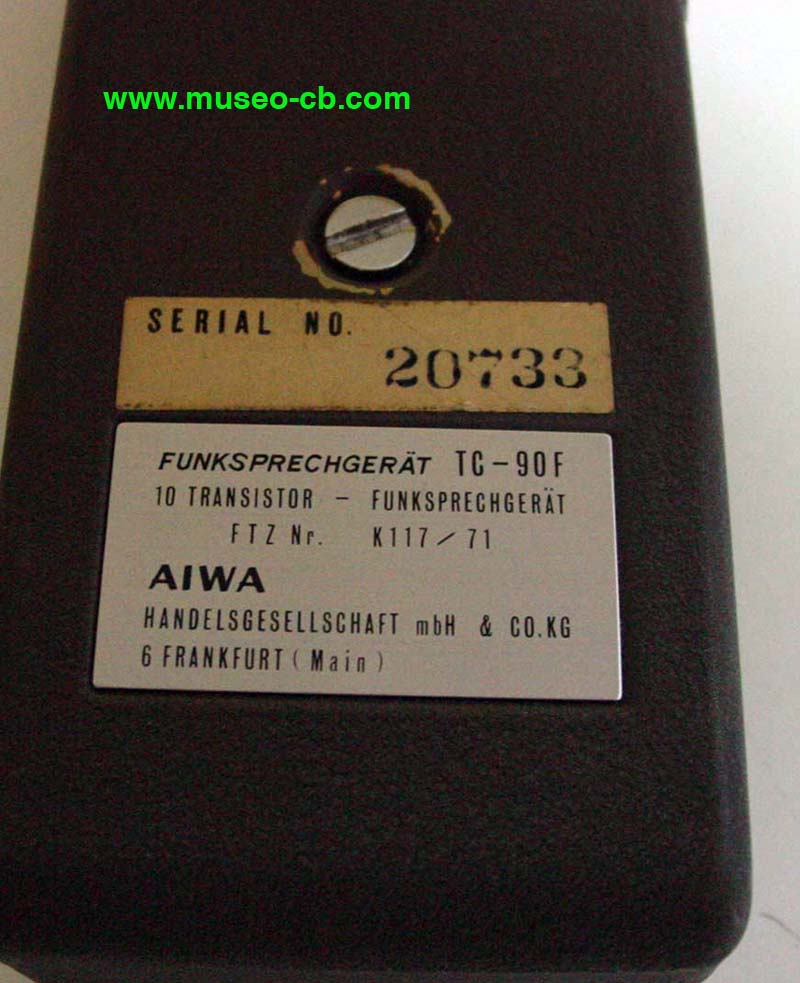 www.museo-cb.com
SERIAL NO.
20733
FUNKSPRECHGERÄT TC-90F
10 TRANSISTOR - FUNKSPRECHGERÄT
FTZ Nr. K117/71
AIWA
HANDELSGESELLSCHAFT mbH & CO.KG
6 FRANKFURT (Main)